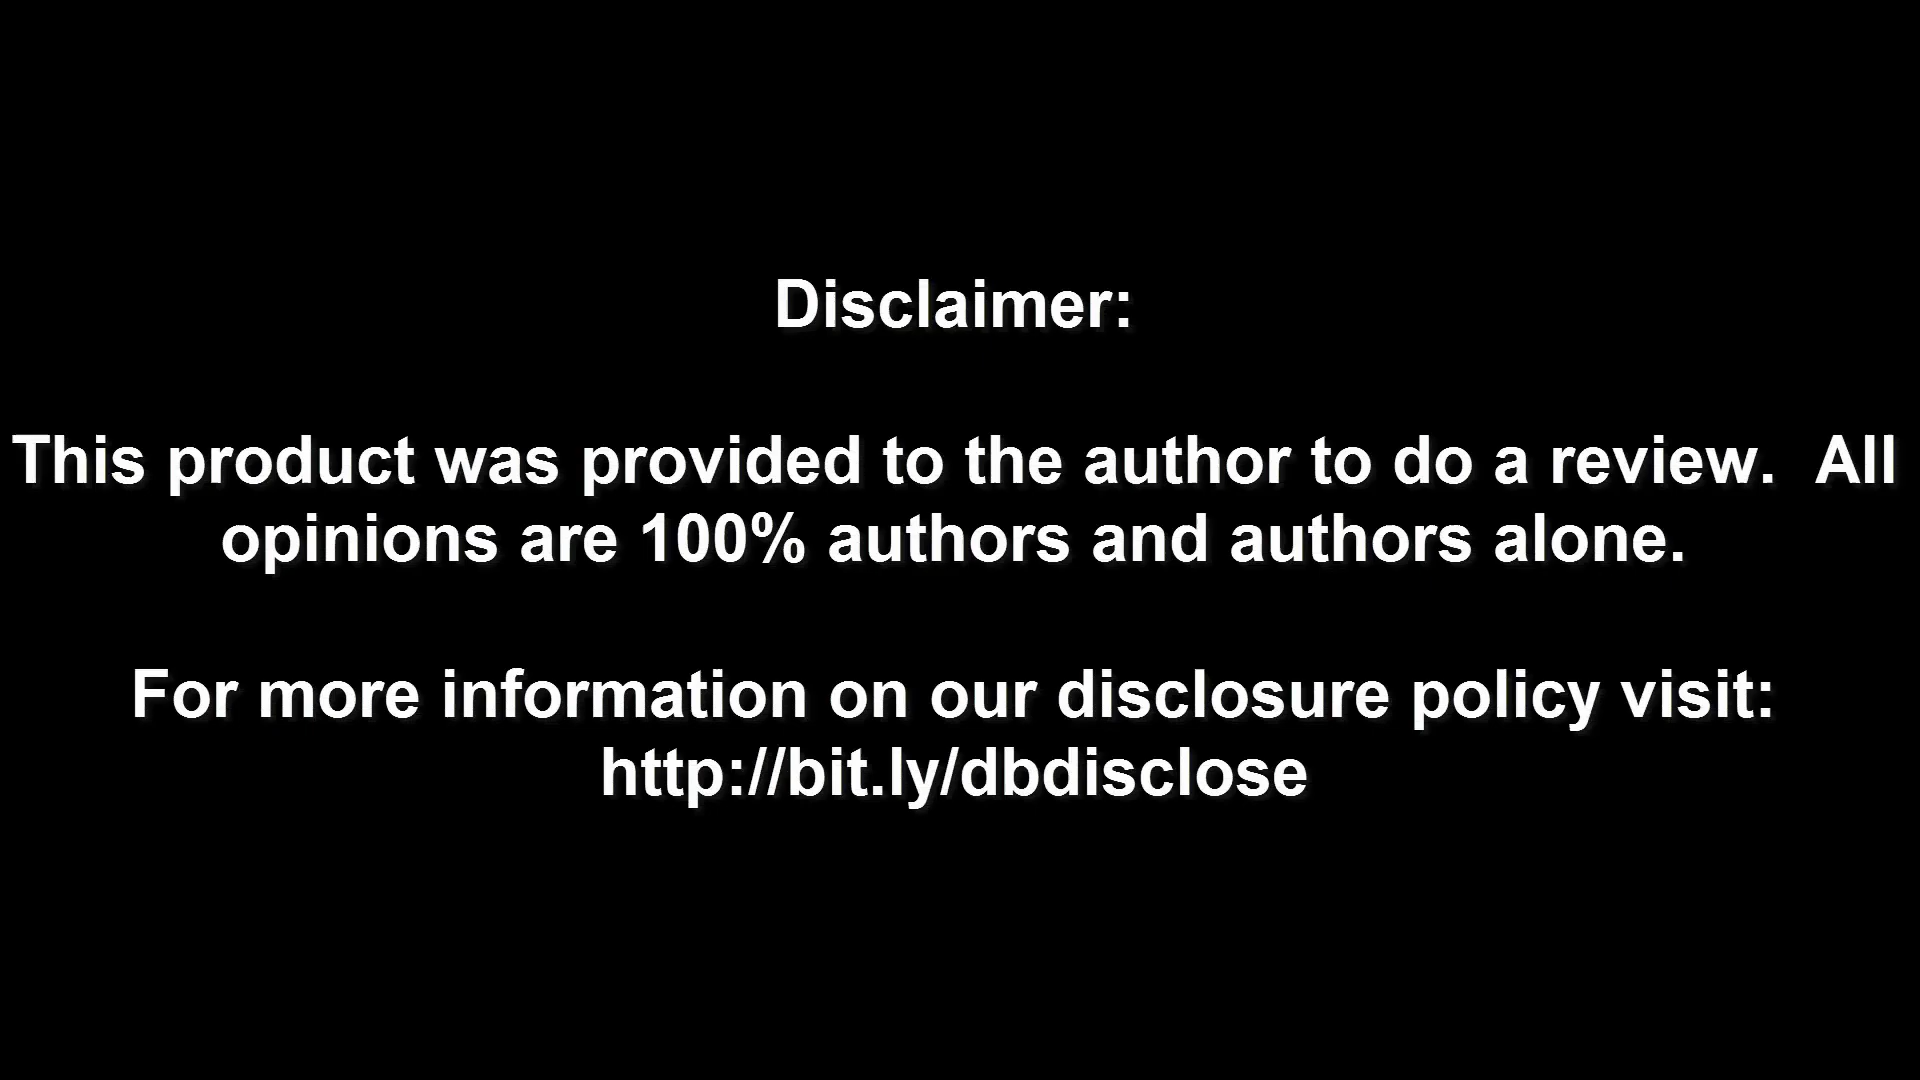 Disclaimer:
This product was provided to the author to do a review.  All
opinions are 100% authors and authors alone.
For more information on our disclosure policy visit:
http://bit.ly/dbdisclose